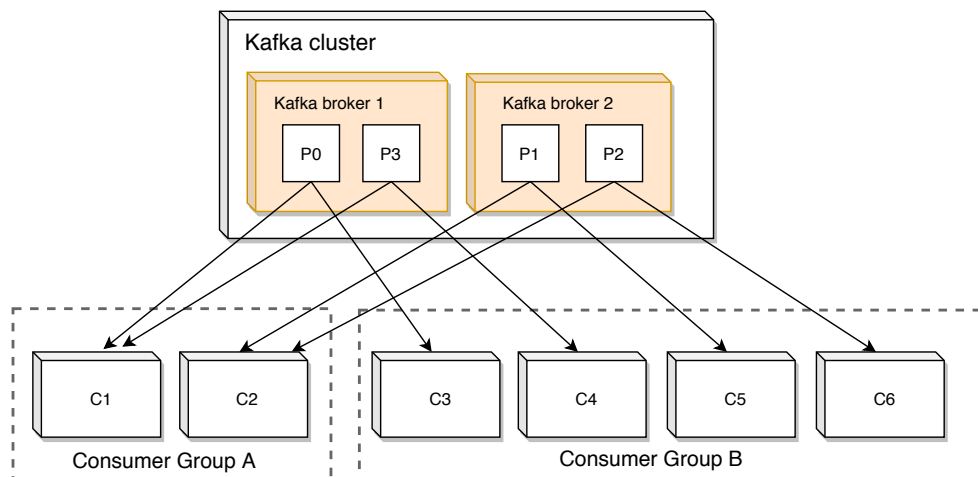 Kafka cluster
Kafka broker 1
Kafka broker 2
P0
P3
P1
P2
C1
C2
C3
C4
C5
C6
Consumer Group A
Consumer Group B